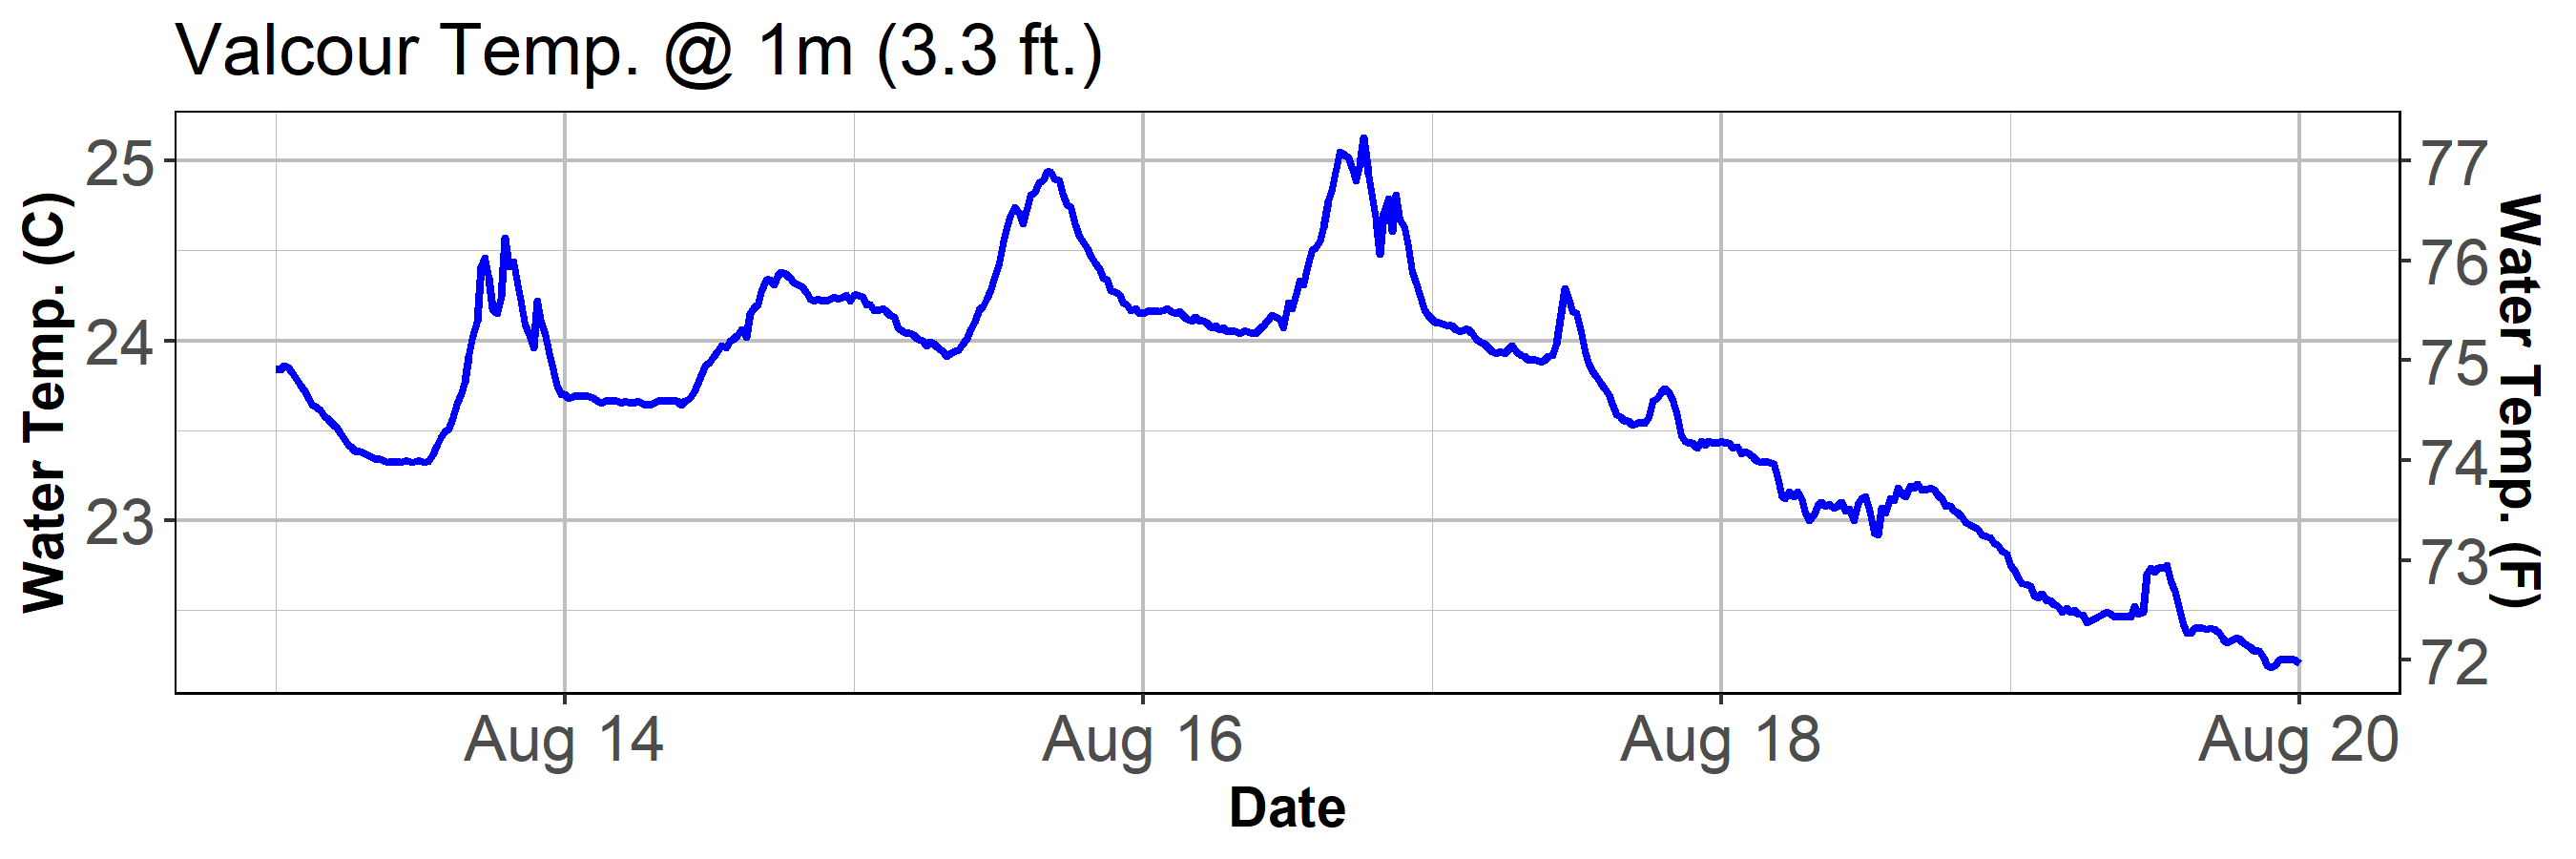 Valcour Temp. @ 1m (3.3 ft.)
Water Temp. (C)
25
24
23
77
76
75
74
73
72
Water Temp. (F)
Aug 14 Aug 16 Aug 18 Aug 20
Date